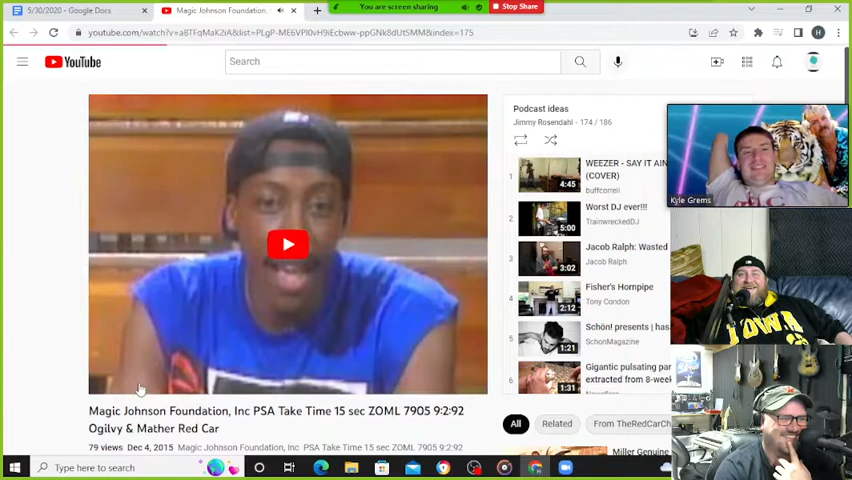 5/30/2020 - Google Docs
Magic Johnson Foundation,
You are screen sharing
Stop Share
youtube.com/watch?v=a8TFqMaK2iA&list=PLgP-ME6VPI0vH9iEcbww-ppGNk8dUtSMM&index=175
H
YouTube
Search
Podcast ideas
Jimmy Rosendahl - 174 / 186
1
WEEZER - SAY IT AIN
(COVER)
buffcorrell
4:45
2
Worst DJ ever!!!
TrainwreckedDJ
5:00
3
Jacob Ralph: Wasted
Jacob Ralph
3:02
4
Fisher's Hornpipe
Tony Condon
2:12
5
Schön! presents | has
SchonMagazine
1:21
6
Gigantic pulsating par
extracted from 8-week
1:31
Kyle Grems
IOWA
Magic Johnson Foundation, Inc PSA Take Time 15 sec ZOML 7905 9:2:92
Ogilvy & Mather Red Car
79 views Dec 4, 2015 Magic Johnson Foundation, Inc PSA Take Time 15 sec ZOML 7905 9:2:92
All
Related
From TheRedCarCh
Miller Genuine
Type here to search